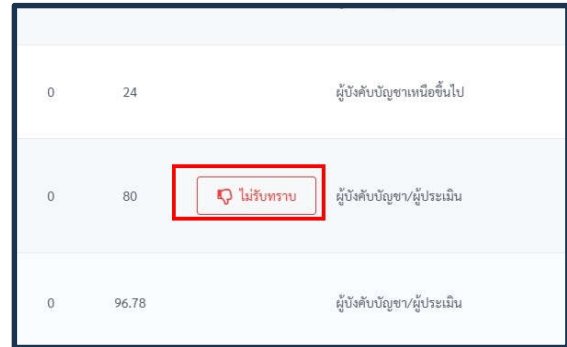 0 24 ผู้บังคับบัญชาเหนือขึ้นไป
0 80 ไม่รับทราบ ผู้บังคับบัญชา/ผู้ประเมิน
0 96.78 ผู้บังคับบัญชา/ผู้ประเมิน